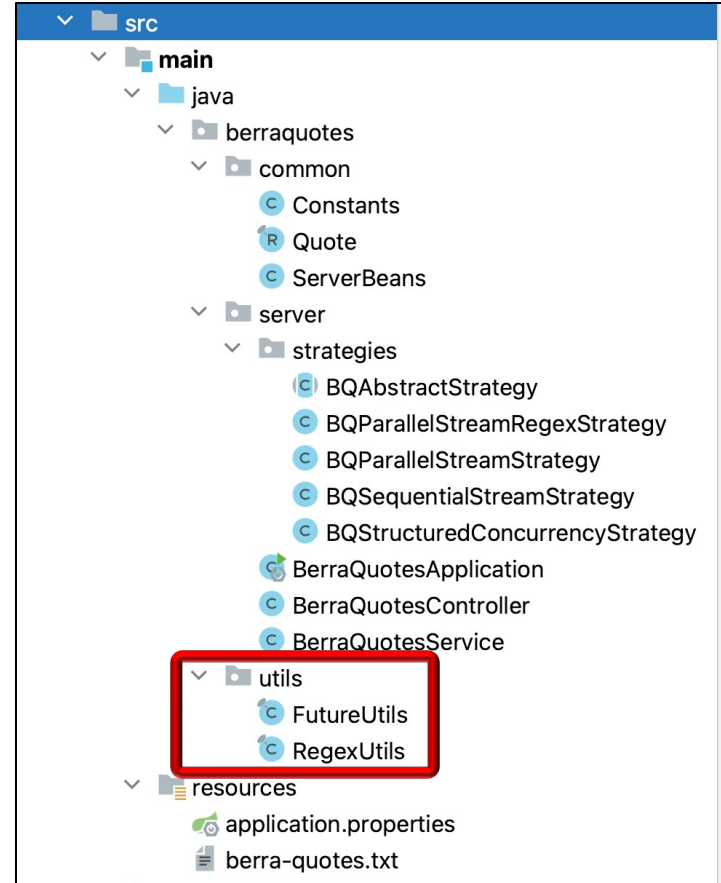 src
main
java
berraquotes
common
C Constants
R Quote
C ServerBeans
server
strategies
C BQAbstractStrategy
C BQParallelStreamRegexStrategy
C BQParallelStreamStrategy
C BQSequentialStreamStrategy
C BQStructuredConcurrencyStrategy
C BerraQuotesApplication
C BerraQuotesController
C BerraQuotesService
utils
C FutureUtils
C RegexUtils
resources
application.properties
berra-quotes.txt